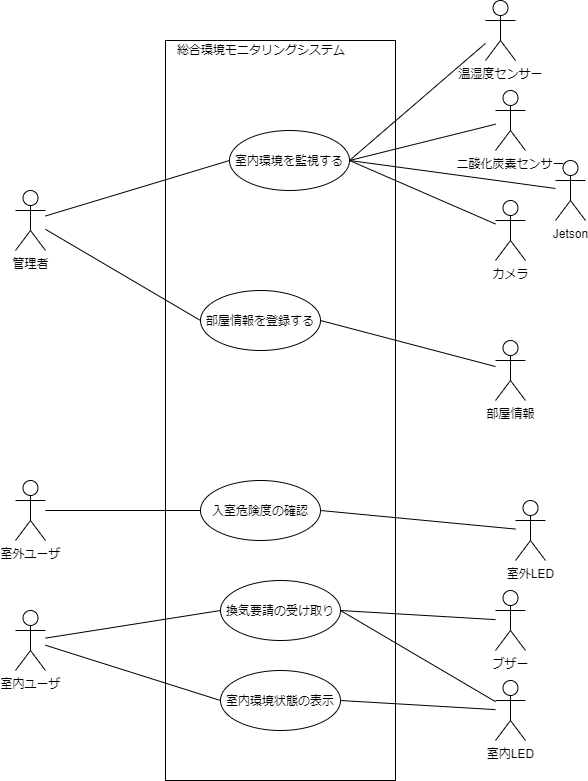 総合環境モニタリングシステム
温湿度センサー
室内環境を監視する
二酸化炭素センサー
Jetson
管理者
カメラ
部屋情報を登録する
部屋情報
入室危険度の確認
室外ユーザ
室外LED
換気要請の受け取り
ブザー
室内ユーザ
室内環境状態の表示
室内LED